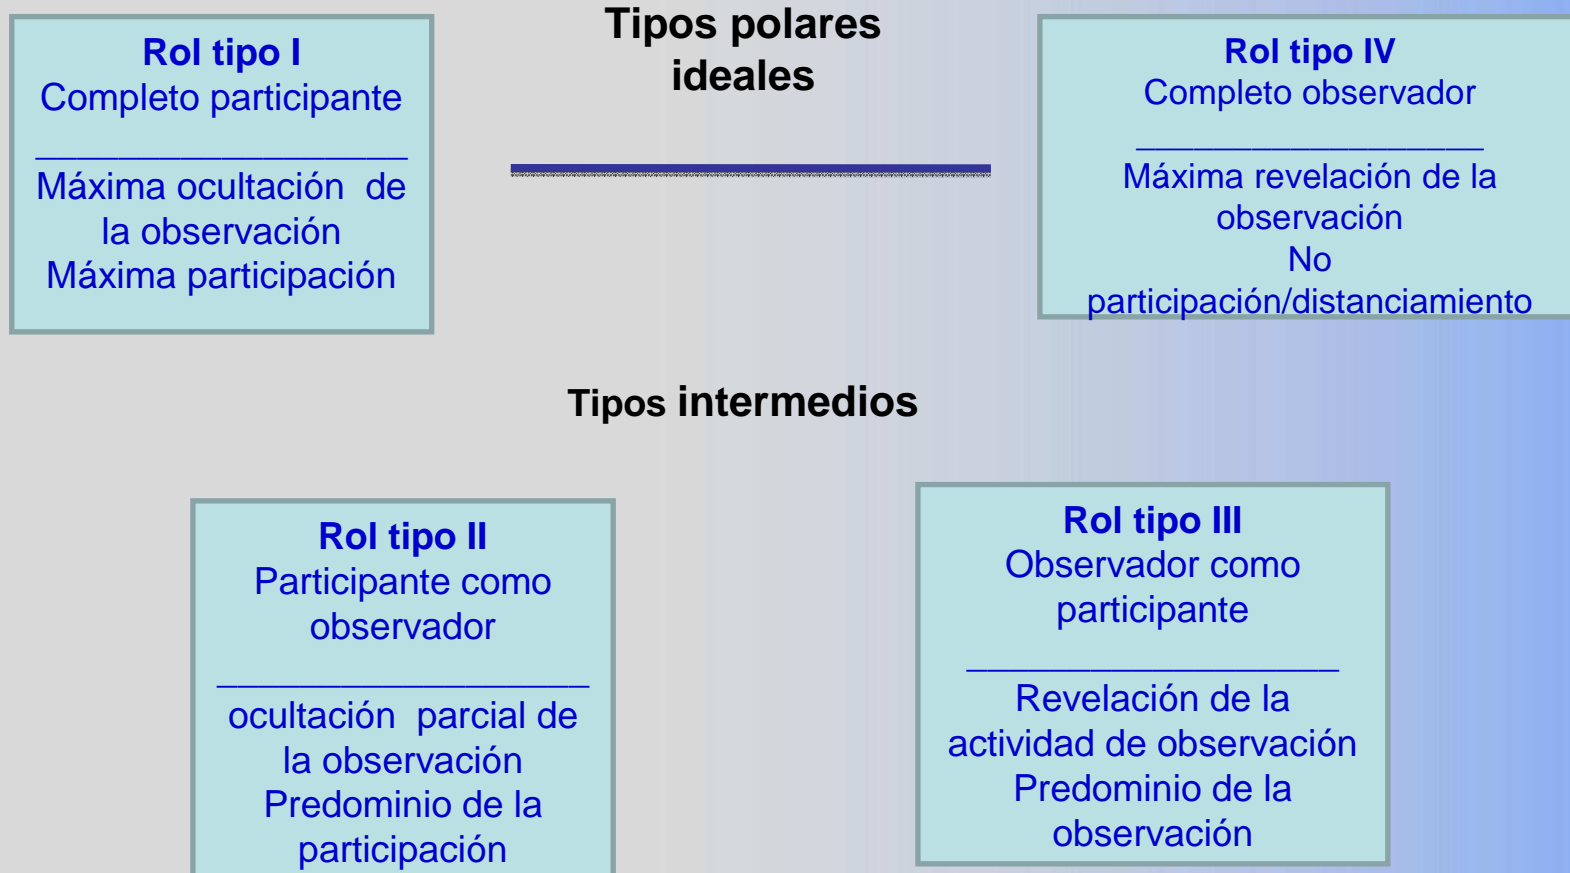 Rol tipo I
Completo participante
__________________
Máxima ocultación de
la observación
Máxima participación
Tipos polares
ideales
Rol tipo IV
Completo observador
__________________
Máxima revelación de la
observación
No
participación/distanciamiento
Tipos intermedios
Rol tipo II
Participante como
observador
__________________
ocultación parcial de
la observación
Predominio de la
participación
Rol tipo III
Observador como
participante
__________________
Revelación de la
actividad de observación
Predominio de la
observación